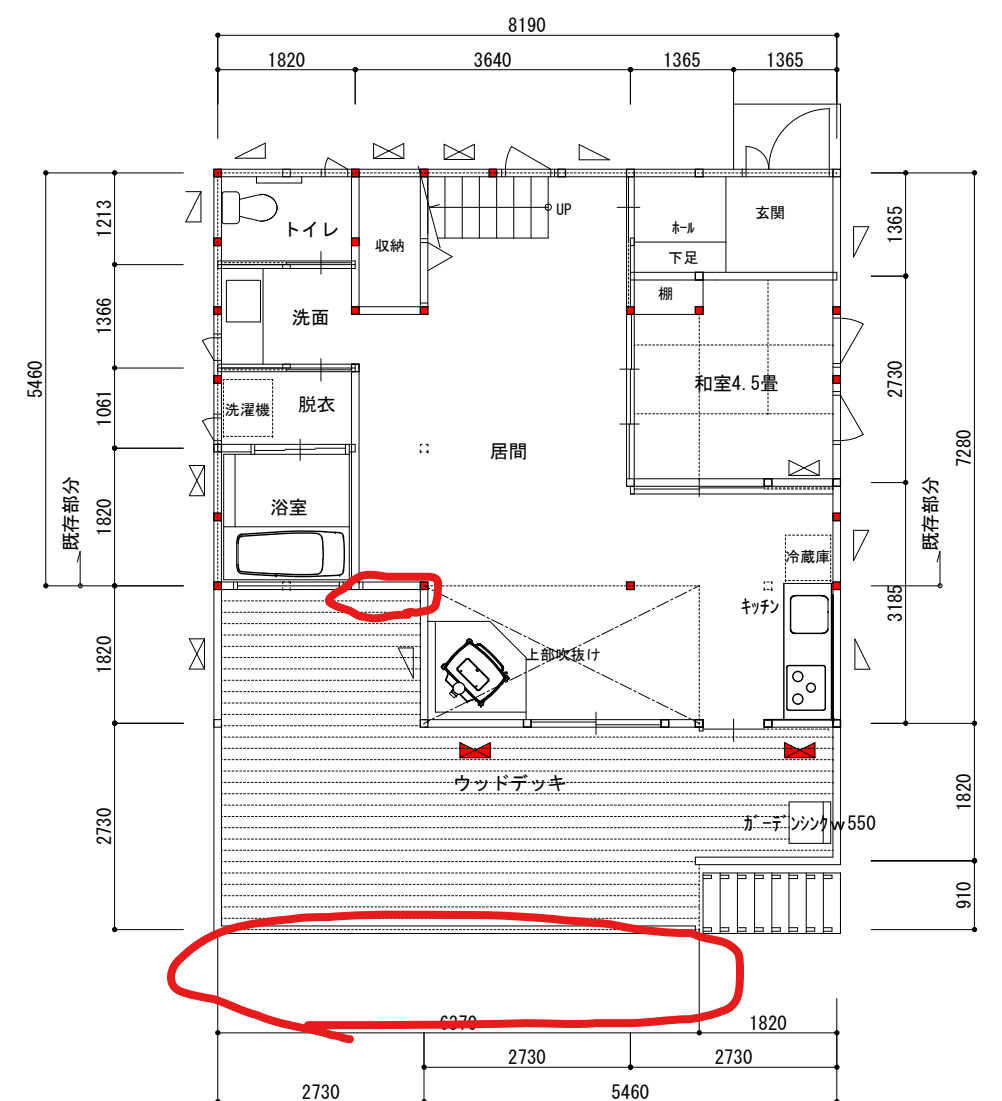 8190
1820 3640 1365 1365
1213
1366
1061
1820
1820
2730
5460
既存部分
トイレ
収納
UP
ホール
玄関
下足
棚
洗面
洗濯機
脱衣
居間
和室4.5畳
浴室
冷蔵庫
キッチン
上部吹抜け
ウッドデッキ
ガーデンシンクw550
1365
2730
3185
7280
1820
910
既存部分
6370 1820
2730 2730
2730 5460